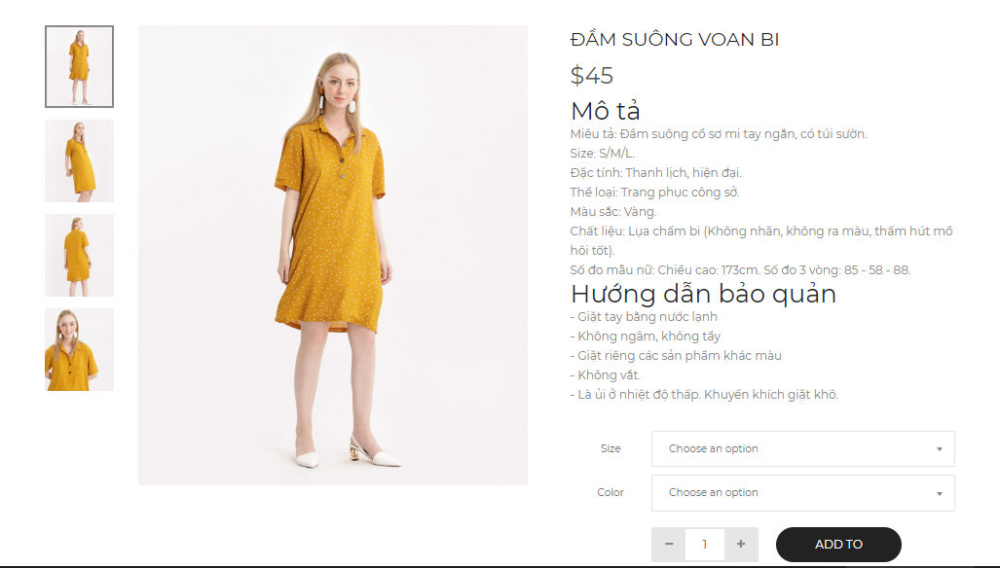 ĐẦM SUÔNG VOAN BI
$45
Mô tả
Miêu tả: Đầm suông cổ sơ mi tay ngắn, có túi sườn.
Size: S/M/L.
Đặc tính: Thanh lịch, hiện đại.
Thể loại: Trang phục công sở.
Màu sắc: Vàng.
Chất liệu: Lụa chấm bi (Không nhăn, không ra màu, thấm hút mồ
hôi tốt).
Số đo mẫu nữ: Chiều cao: 173cm. Số đo 3 vòng: 85 - 58 - 88.
Hướng dẫn bảo quản
- Giặt tay bằng nước lạnh
- Không ngâm, không tẩy
- Giặt riêng các sản phẩm khác màu
- Không vắt.
- Là ủi ở nhiệt độ thấp. Khuyến khích giặt khô.
Size Choose an option
Color Choose an option
− 1 + ADD TO